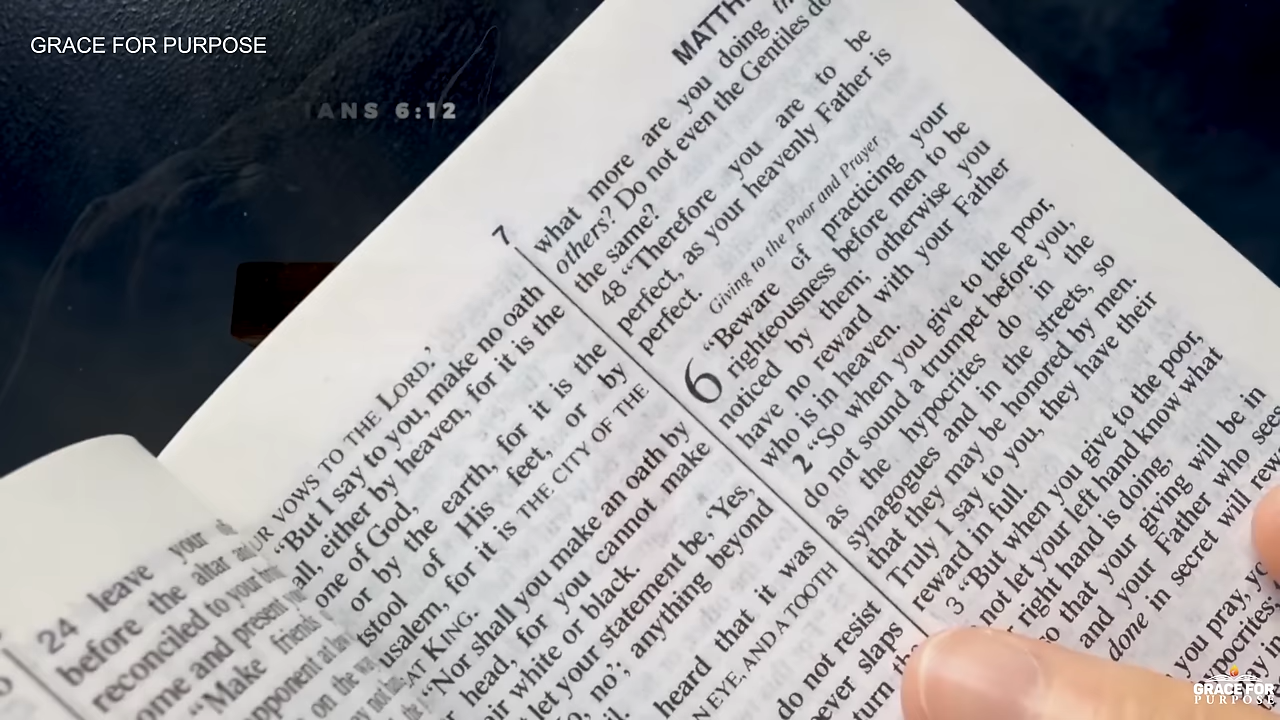 GRACE FOR PURPOSE
IANS 6:12
MATTH
7
24 leave your
before the altar
reconciled to your
ome and present
"Make friends
opponent at law
on the
UR VOWS TO THE LORD.'
"But I say to you, make no oath
all, either by heaven, for it is the
one of God,
or by the earth, for it is the
tstool of His feet, or by
usalem, for it is THE CITY OF THE
AT KING.
"Nor shall you make an oath by
head, for you cannot make
air white or black.
let your statement be, 'Yes,
no'; anything beyond
heard that it was
N EYE, AND A TOOTH
do not resist
ever slaps
turn the
what more are you doing
others? Do not even the Gentiles do
the same?
48 "Therefore you are to be
perfect, as your heavenly Father is
perfect.
Giving to the Poor and Prayer
6 "Beware of practicing your
righteousness before men to be
noticed by them; otherwise you
have no reward with your Father
who is in heaven.
2 "So when you give to the poor,
do not sound a trumpet before you,
as the hypocrites do in the
synagogues and in the streets, so
that they may be honored by men.
Truly I say to you, they have their
reward in full.
3 "But when you give to the poor,
not let your left hand know what
right hand is doing,
so that your giving will be in
and your Father who sees
done in secret will rew
you pray, yo
ypocrites;
GRACE FOR
PURPOSE